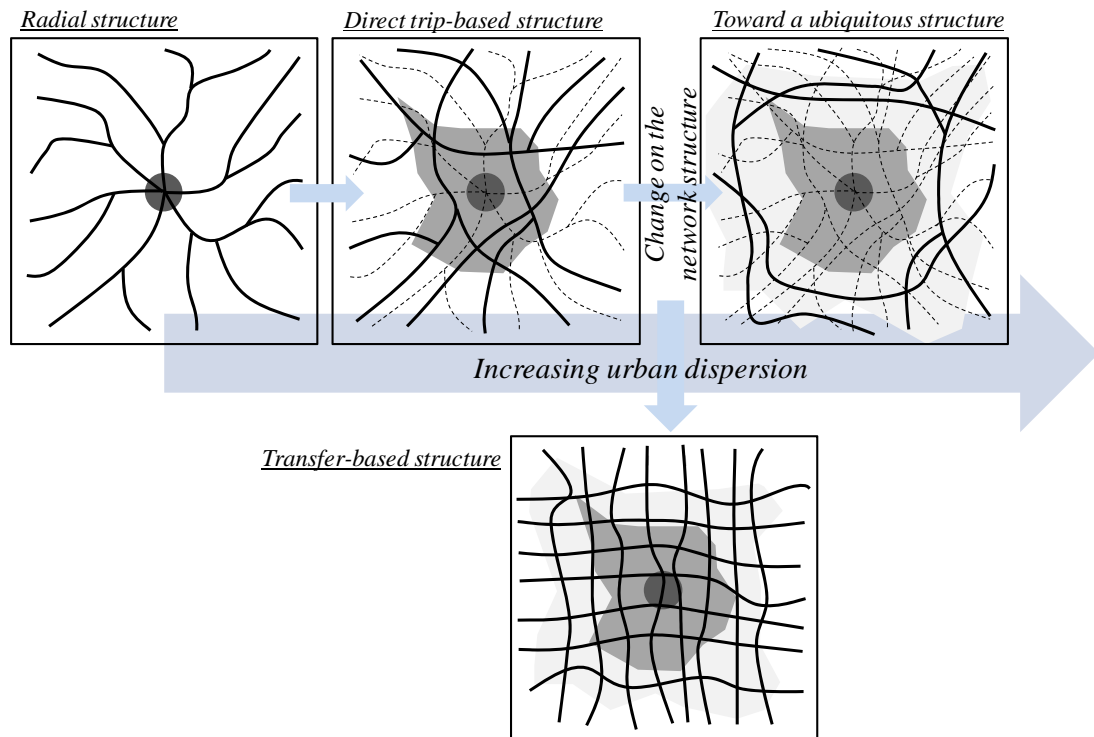 Radial structure
Direct trip-based structure
Toward a ubiquitous structure
Change on the
network structure
Increasing urban dispersion
Transfer-based structure